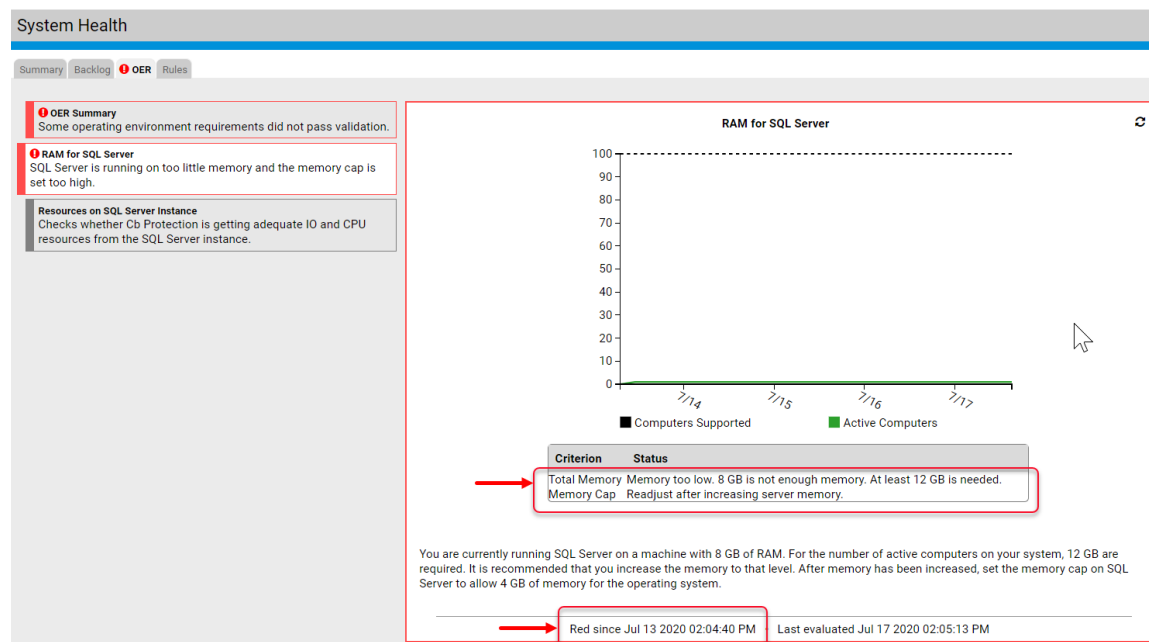 System Health
Summary Backlog OER Rules
OER Summary
Some operating environment requirements did not pass validation.
RAM for SQL Server
SQL Server is running on too little memory and the memory cap is
set too high.
Resources on SQL Server Instance
Checks whether Cb Protection is getting adequate IO and CPU
resources from the SQL Server instance.
RAM for SQL Server
100
90
80
70
60
50
40
30
20
10
0
7/14 7/15 7/16 7/17
Computers Supported Active Computers
Criterion Status
Total Memory Memory too low. 8 GB is not enough memory. At least 12 GB is needed.
Memory Cap Readjust after increasing server memory.
You are currently running SQL Server on a machine with 8 GB of RAM. For the number of active computers on your system, 12 GB are
required. It is recommended that you increase the memory to that level. After memory has been increased, set the memory cap on SQL
Server to allow 4 GB of memory for the operating system.
Red since Jul 13 2020 02:04:40 PM Last evaluated Jul 17 2020 02:05:13 PM